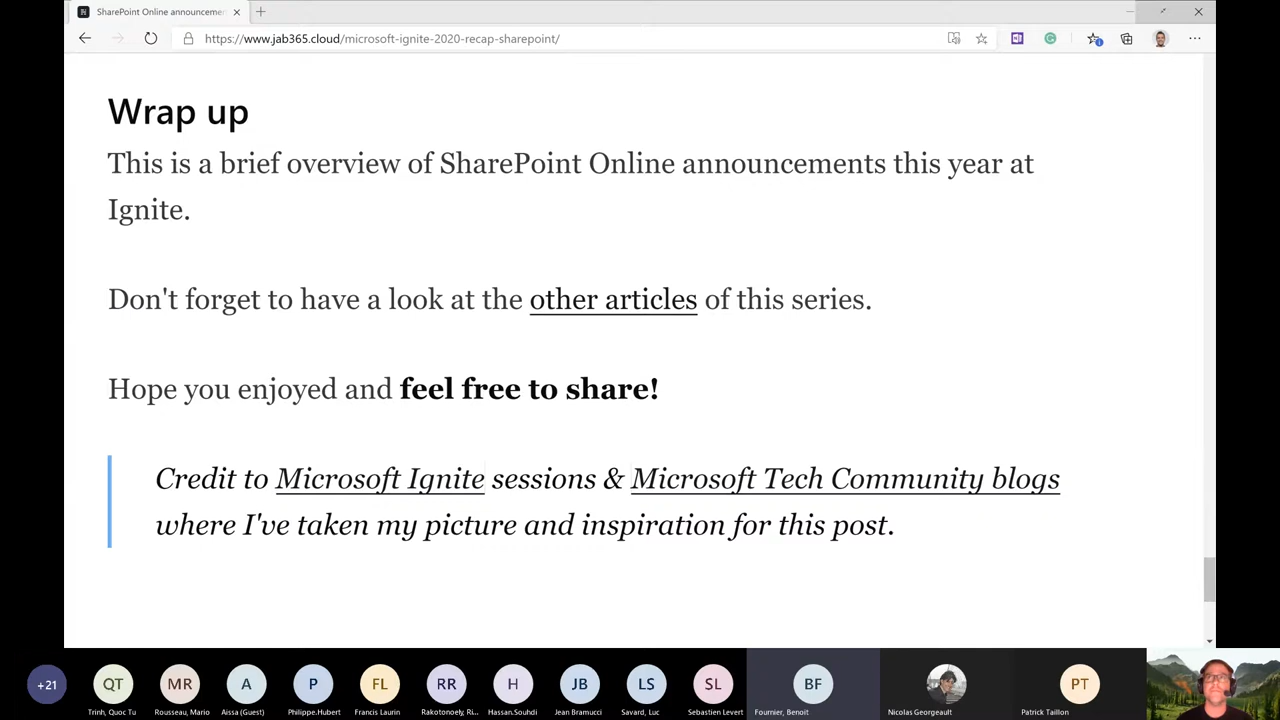 SharePoint Online announcemen
https://www.jab365.cloud/microsoft-ignite-2020-recap-sharepoint/
Wrap up
This is a brief overview of SharePoint Online announcements this year at
Ignite.
Don't forget to have a look at the other articles of this series.
Hope you enjoyed and feel free to share!
Credit to Microsoft Ignite sessions & Microsoft Tech Community blogs
where I've taken my picture and inspiration for this post.
+21 QT MR A P FL RR H JB LS SL BF PT
Trinh, Quoc Tu Rousseau, Mario Aissa (Guest) Philippe.Hubert Francis Laurin Rakotonoely, Ri... Hassan.Souhdi Jean Bramucci Savard, Luc Sebastien Levert Fournier, Benoit Nicolas Georgeault Patrick Taillon